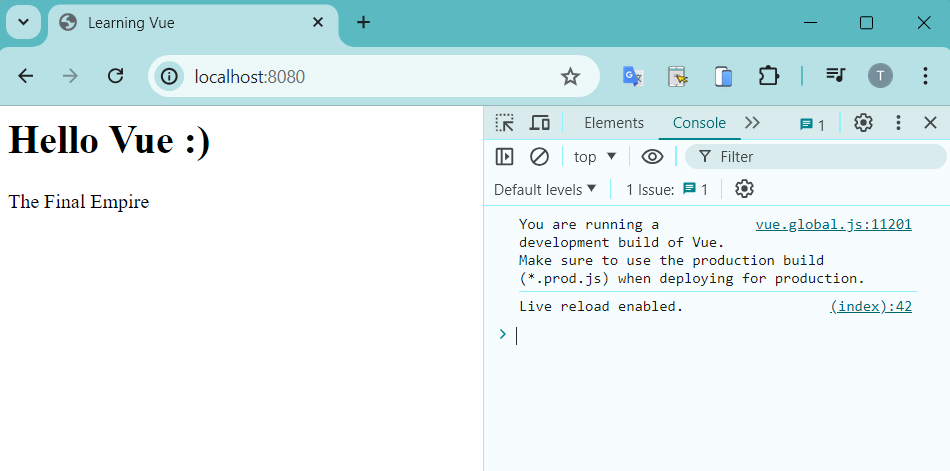 Learning Vue
localhost:8080
G
T
Hello Vue :)
The Final Empire
Elements
Console
1
top
Filter
Default levels
1 Issue:
1
You are running a
vue.global.js:11201
development build of Vue.
Make sure to use the production build
(*.prod.js) when deploying for production.
Live reload enabled.
(index):42